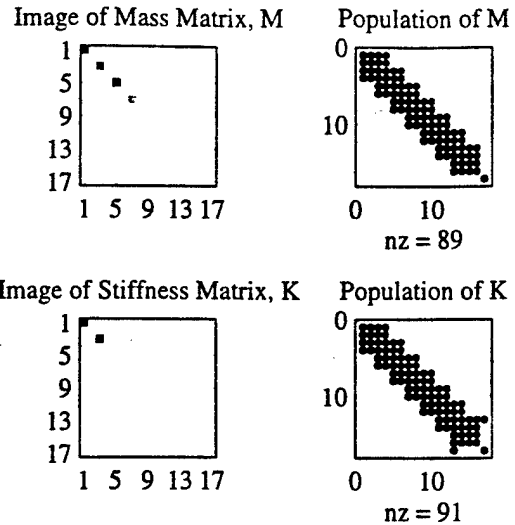 Image of Mass Matrix, M
Population of M
1
5
9
13
17
1 5 9 13 17
0
10
0 10
nz = 89
Image of Stiffness Matrix, K
Population of K
1
5
9
13
17
1 5 9 13 17
0
10
0 10
nz = 91